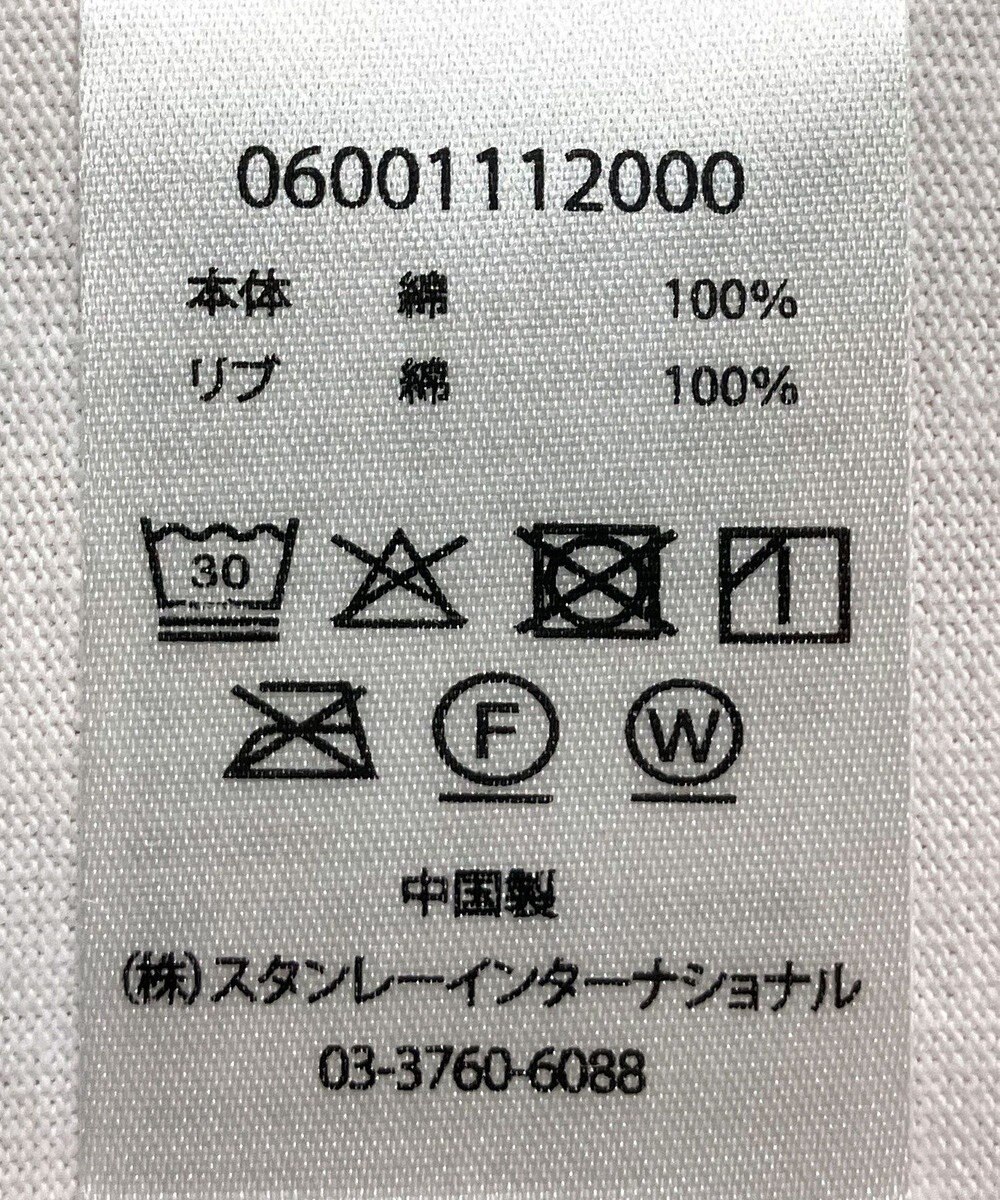 06001112000
本体 綿 100%
リブ 綿 100%
30
F W
中国製
(株)スタンレーインターナショナル
03-3760-6088